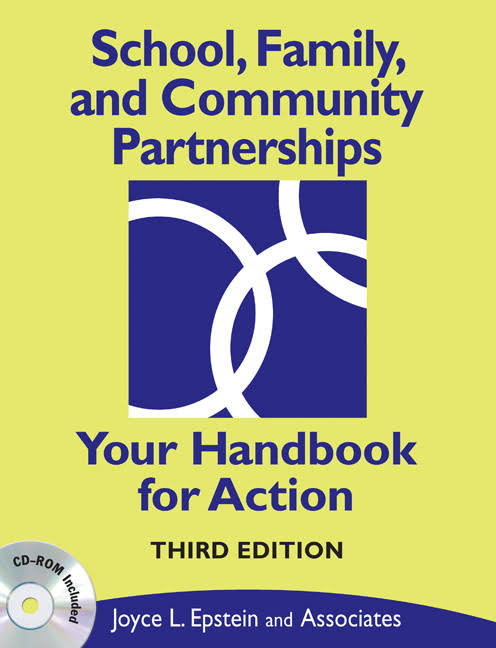 School, Family,
and Community
Partnerships
Your Handbook
for Action
THIRD EDITION
CD-ROM Included
Joyce L. Epstein and Associates